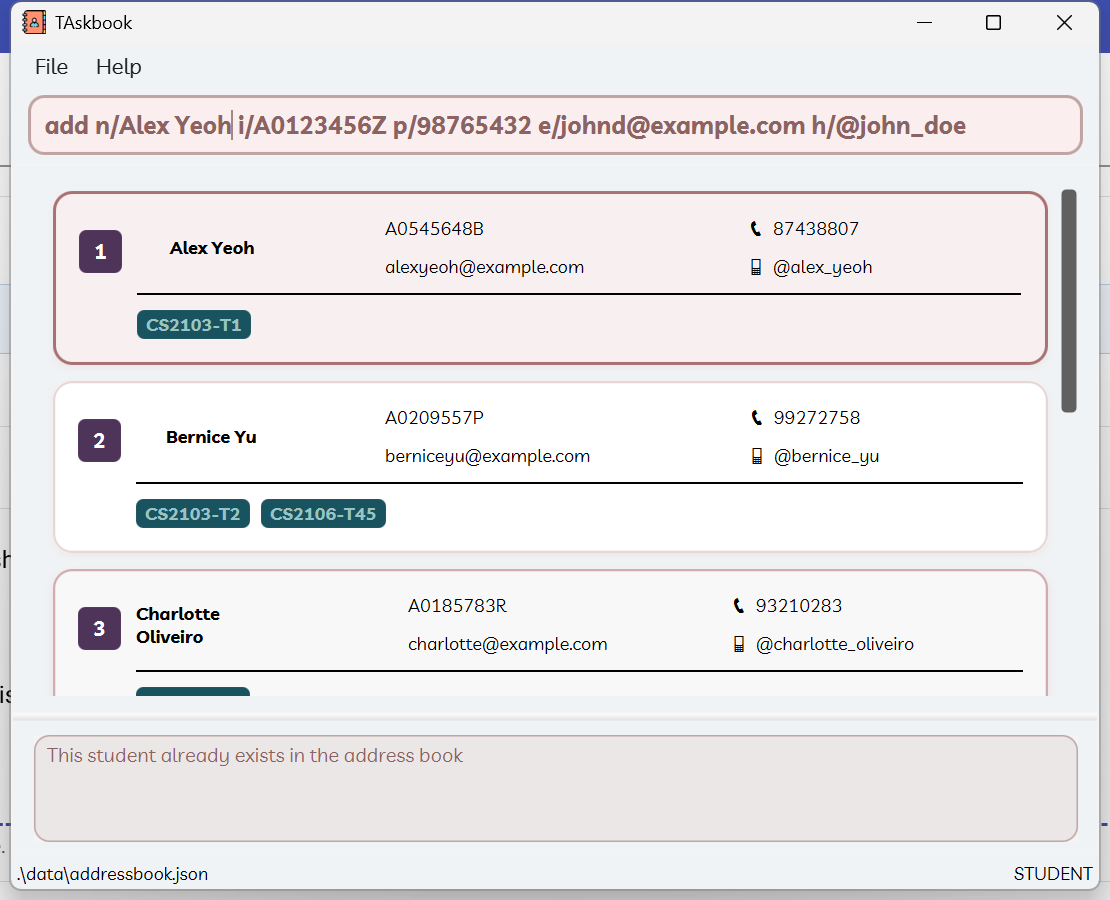 TAskbook
File Help
add n/Alex Yeoh i/A0123456Z p/98765432 e/johnd@example.com h/@john_doe
1 Alex Yeoh A0545648B 87438807
alexyeoh@example.com @alex_yeoh
CS2103-T1
2 Bernice Yu A0209557P 99272758
berniceyu@example.com @bernice_yu
CS2103-T2 CS2106-T45
3 Charlotte Oliveiro A0185783R 93210283
charlotte@example.com @charlotte_oliveiro
This student already exists in the address book
.\data\addressbook.json STUDENT